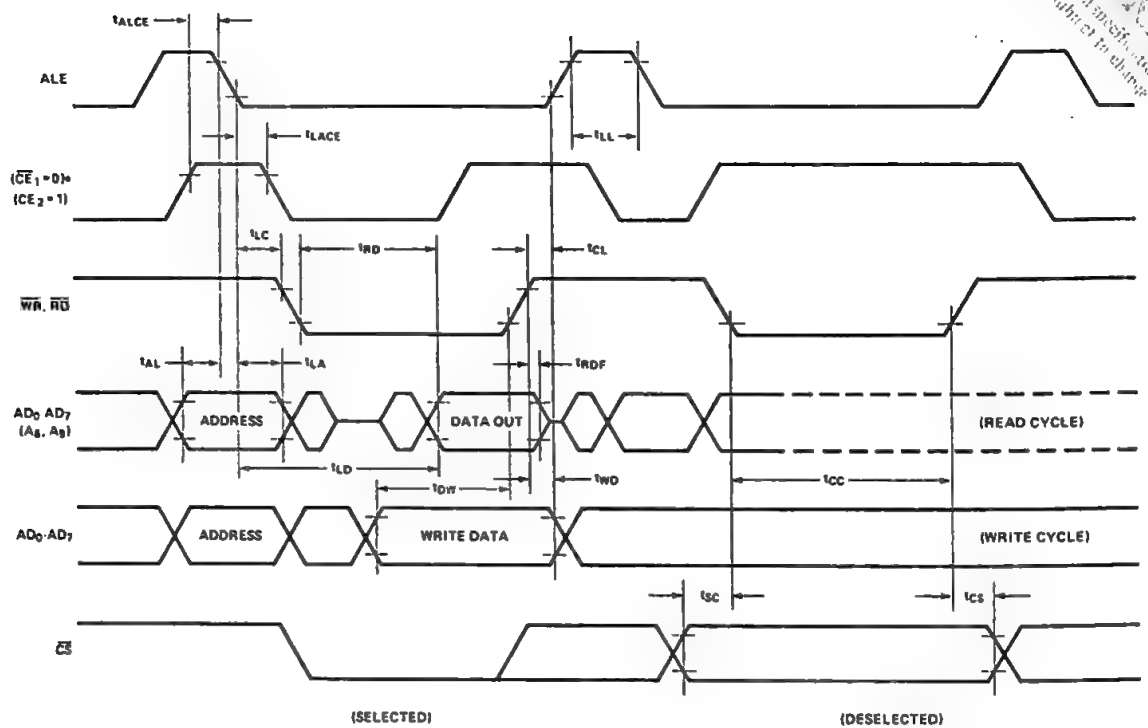 tALCE
ALE
tLACE
tLL
(CE1 = 0)•
(CE2 = 1)
tLC
tRD
tCL
WR, RD
tAL
tLA
tRDF
AD0-AD7
(A8, A9)
ADDRESS
DATA OUT
(READ CYCLE)
tLD
tDW
tWD
tCC
AD0-AD7
ADDRESS
WRITE DATA
(WRITE CYCLE)
tSC
tCS
CS
(SELECTED)
(DESELECTED)
to change